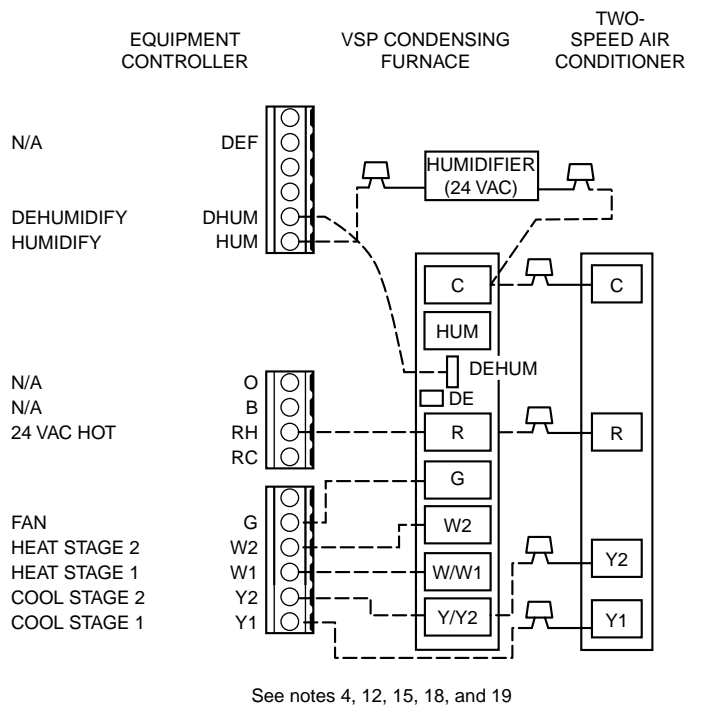 EQUIPMENT
CONTROLLER
VSP CONDENSING
FURNACE
TWO-
SPEED AIR
CONDITIONER
N/A DEF
HUMIDIFIER
(24 VAC)
DEHUMIDIFY DHUM
HUMIDIFY HUM
C C
HUM
DEHUM
DE
N/A O
N/A B
24 VAC HOT RH R R
RC
G
FAN G
W2
HEAT STAGE 2 W2
Y2
HEAT STAGE 1 W1 W/W1
COOL STAGE 2 Y2
Y/Y2 Y1
COOL STAGE 1 Y1
See notes 4, 12, 15, 18, and 19